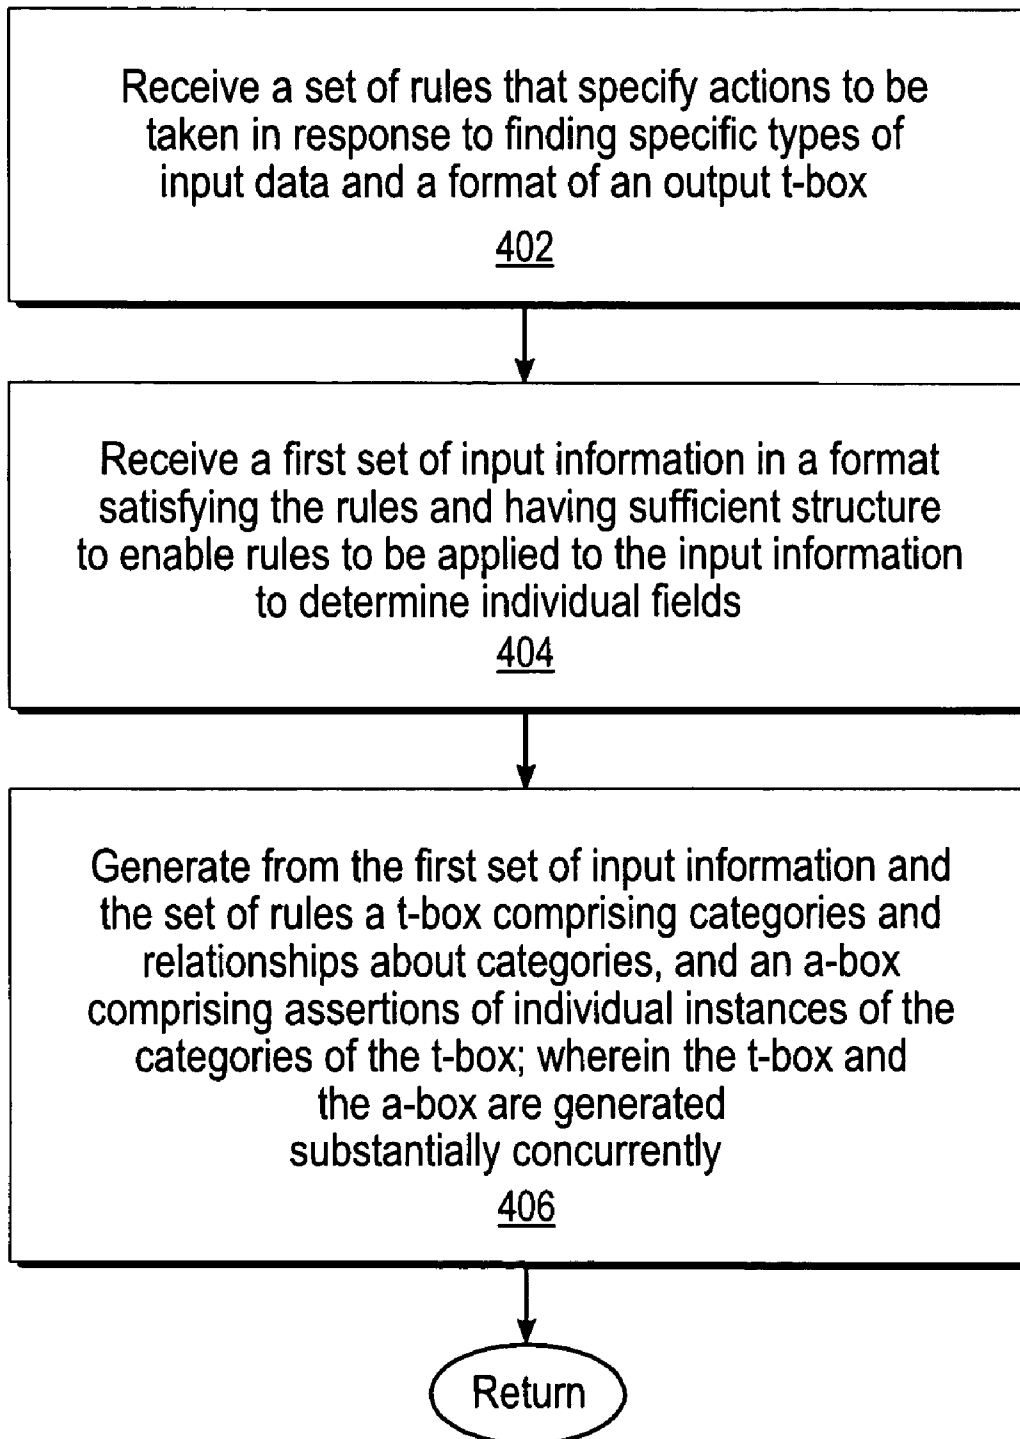 Receive a set of rules that specify actions to be
taken in response to finding specific types of
input data and a format of an output t-box
402
Receive a first set of input information in a format
satisfying the rules and having sufficient structure
to enable rules to be applied to the input information
to determine individual fields
404
Generate from the first set of input information and
the set of rules a t-box comprising categories and
relationships about categories, and an a-box
comprising assertions of individual instances of the
categories of the t-box; wherein the t-box and
the a-box are generated
substantially concurrently
406
Return